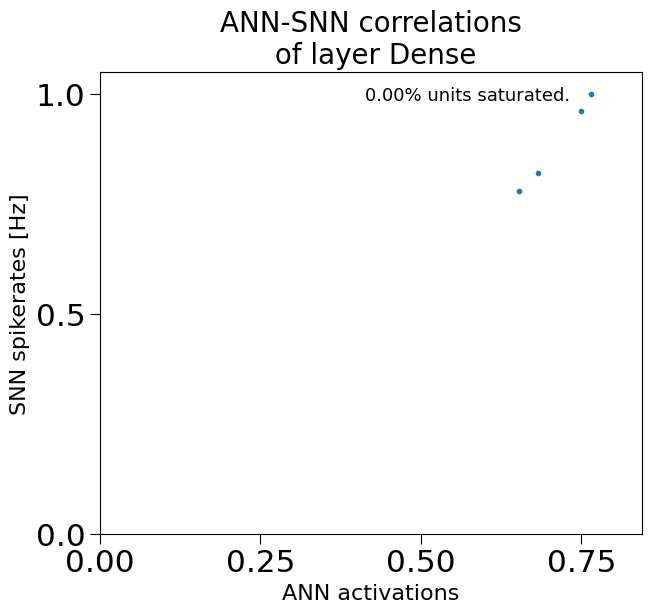 ANN-SNN correlations
of layer Dense
0.00% units saturated.
1.0
0.5
0.0
SNN spikerates [Hz]
0.00 0.25 0.50 0.75
ANN activations